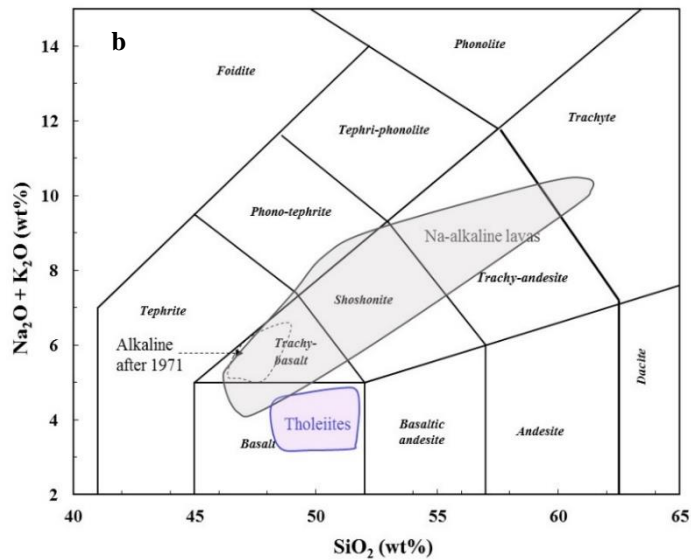 b
Phonolite
Foidite
Trachyte
Tephri-phonolite
Phono-tephrite
Na-alkaline lavas
Trachy-andesite
Shoshonite
Tephrite
Alkaline
after 1971
Trachy-
basalt
Tholeiites
Basalt
Basaltic
andesite
Andesite
Dacite
14
12
10
8
6
4
2
Na₂O + K₂O (wt%)
40
45
50
55
60
65
SiO₂ (wt%)